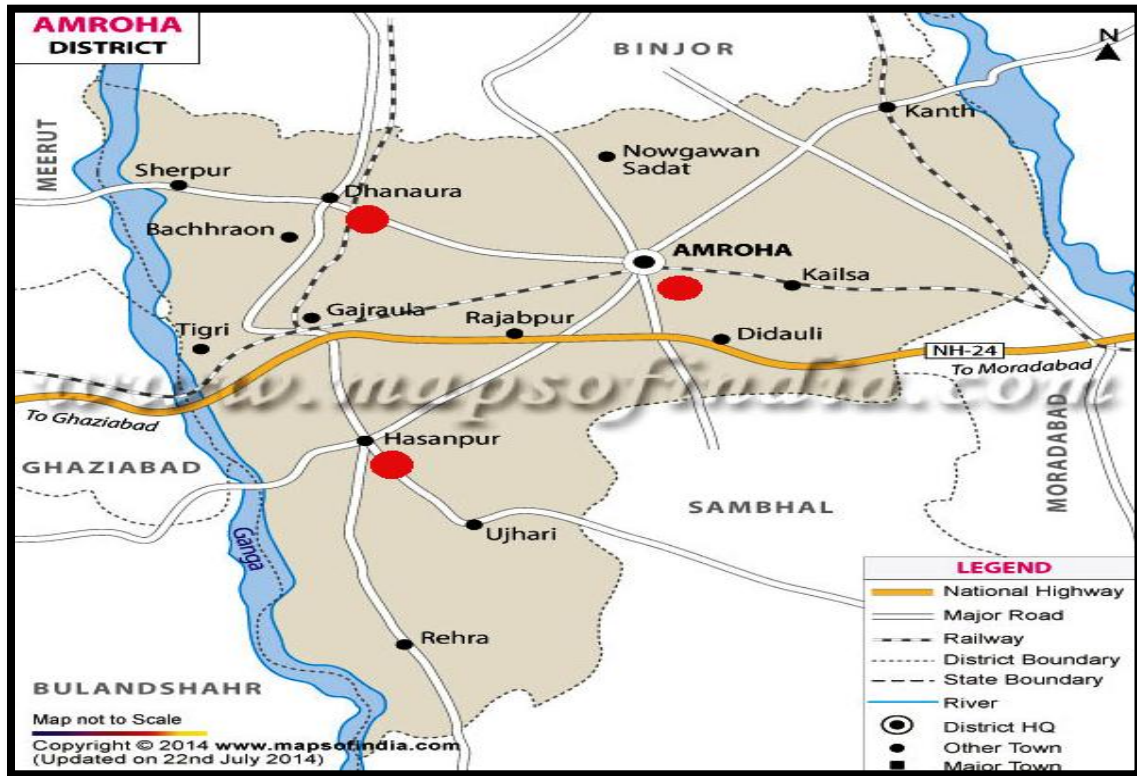 AMROHA
DISTRICT
BINJOR
N
MEERUT
Kanth
Nowgawan
Sadat
Sherpur
Dhanaura
Bachhraon
AMROHA
Kailsa
Gajraula
Rajabpur
Tigri
Didauli
NH-24
www.mapsofindia.com
To Moradabad
To Ghaziabad
Hasanpur
GHAZIABAD
MORADABAD
SAMBHAL
Ujhari
Ganga
Rehra
BULANDSHAHR
Map not to Scale
Copyright © 2014 www.mapsofindia.com
(Updated on 22nd July 2014)
LEGEND
National Highway
Major Road
Railway
District Boundary
State Boundary
River
District HQ
Other Town
Major Town